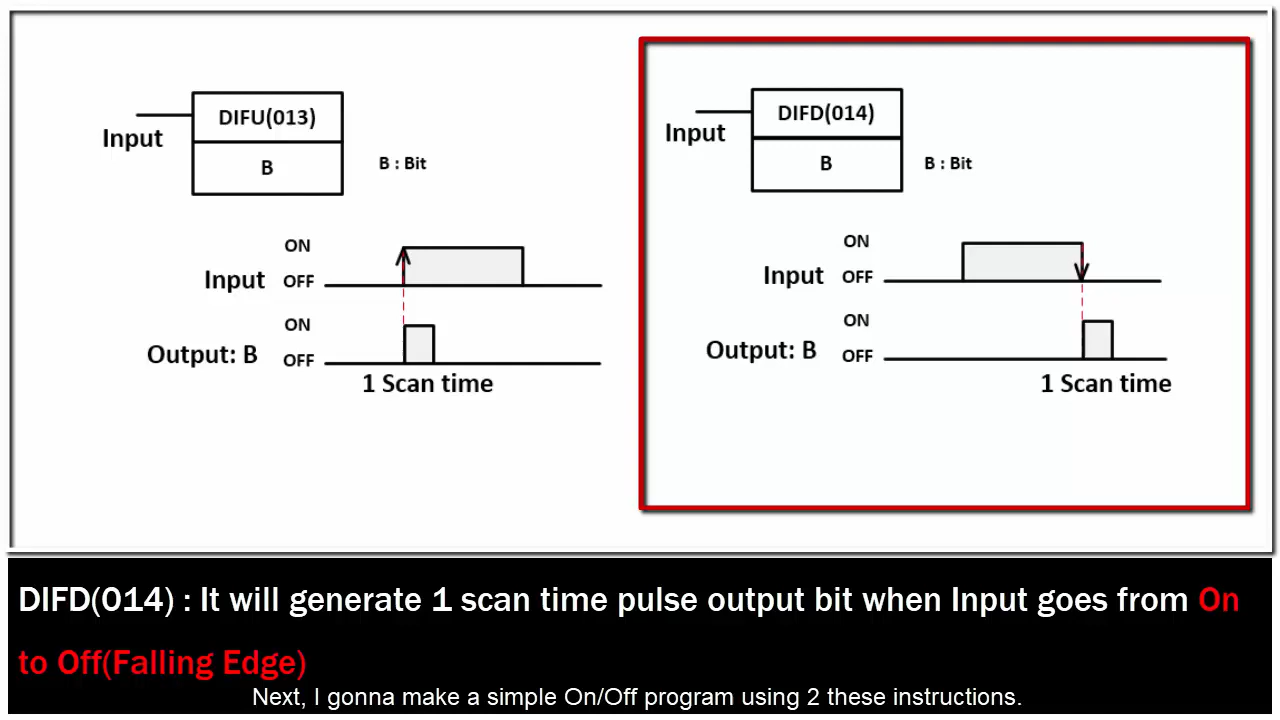 DIFU(013)
Input
B
B : Bit
ON
Input OFF
ON
Output: B OFF
1 Scan time
DIFD(014)
Input
B
B : Bit
ON
Input OFF
ON
Output: B OFF
1 Scan time
DIFD(014) : It will generate 1 scan time pulse output bit when Input goes from On
to Off(Falling Edge)
Next, I gonna make a simple On/Off program using 2 these instructions.